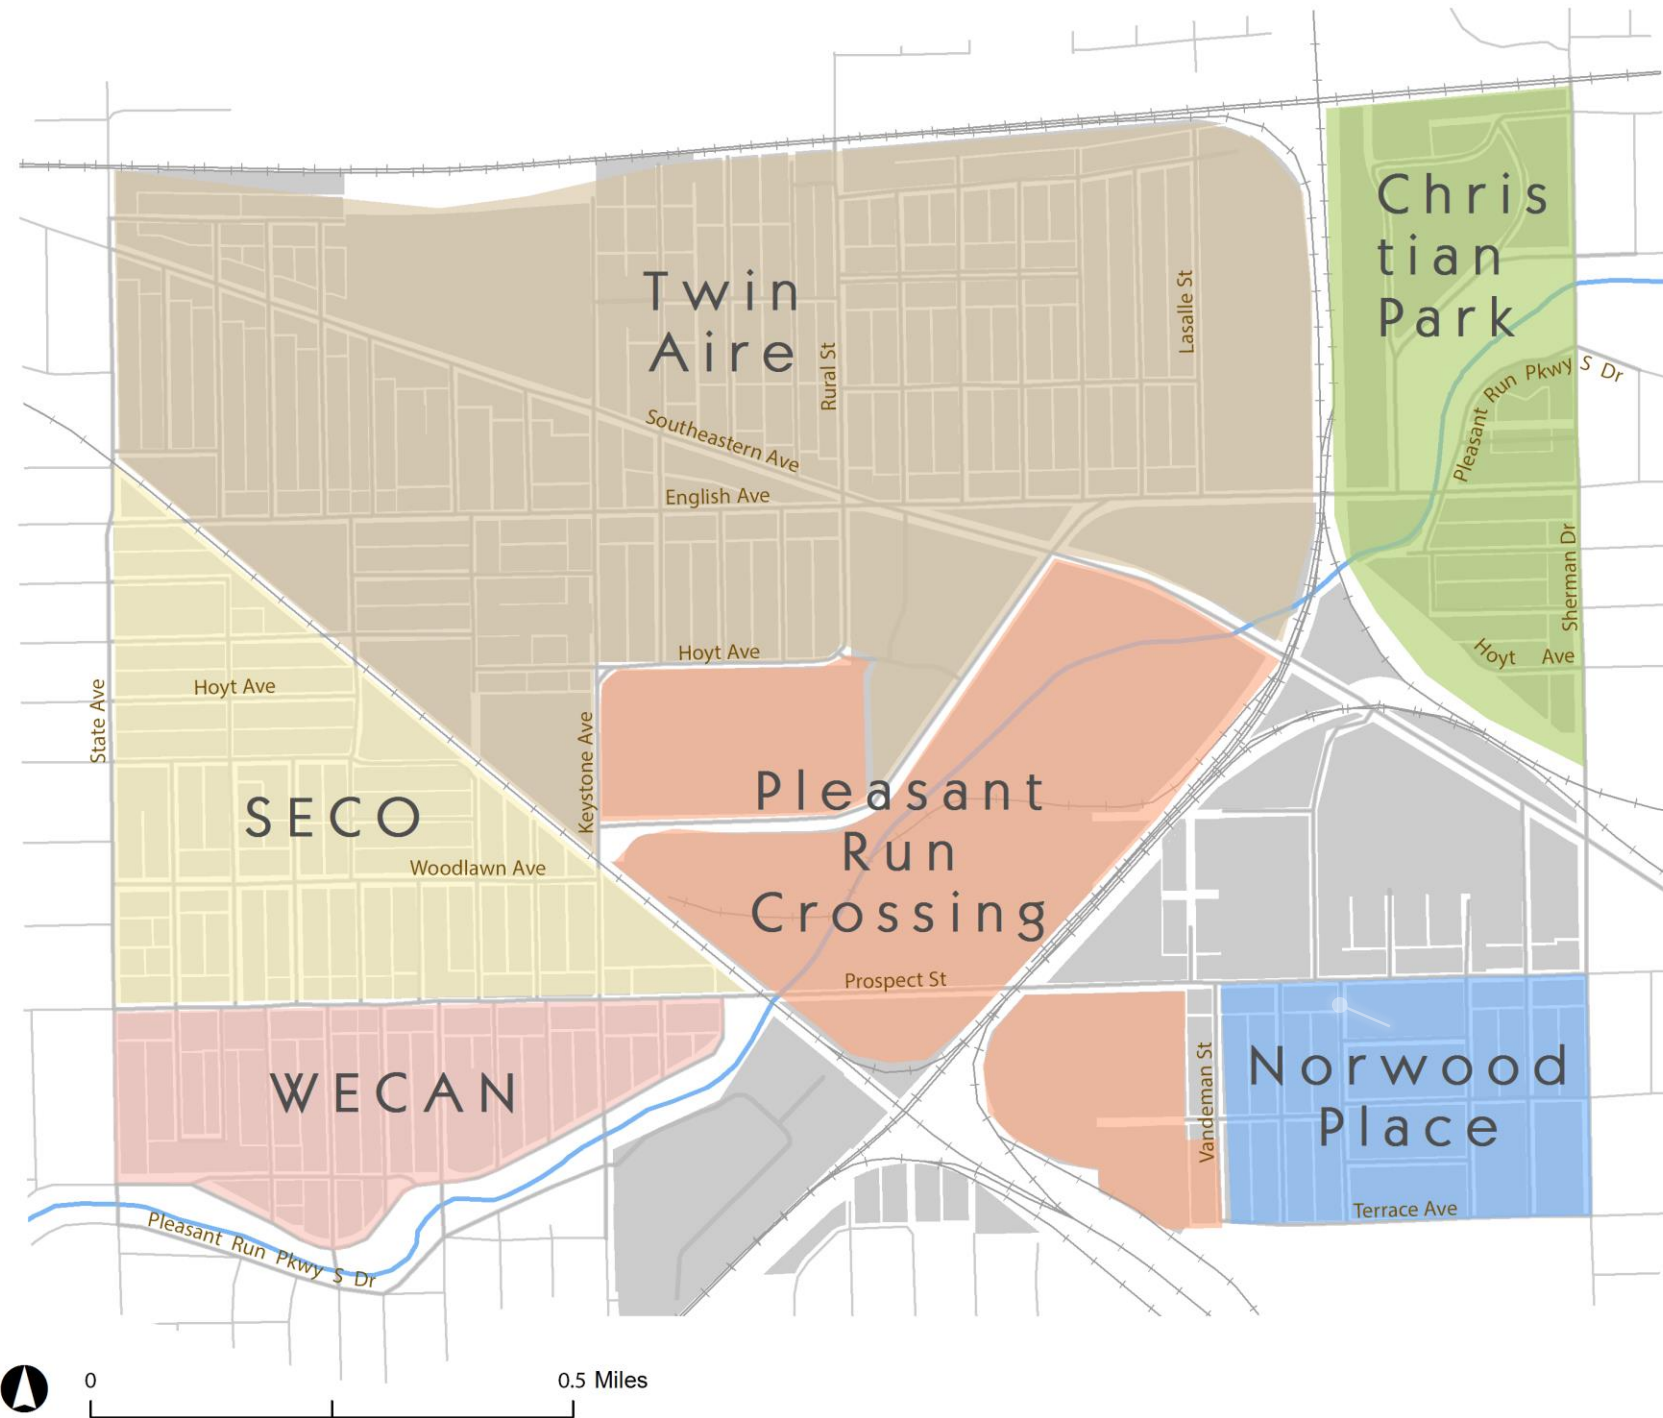 Chris
tian
Park
Twin
Aire
Lasalle St
Rural St
Pleasant Run Pkwy S Dr
Southeastern Ave
English Ave
Sherman Dr
Hoyt Ave
Hoyt Ave
Hoyt Ave
State Ave
Keystone Ave
SECO
Pleasant
Run
Crossing
Woodlawn Ave
Prospect St
WECAN
Vandeman St
Norwood
Place
Terrace Ave
Pleasant Run Pkwy S Dr
0 0.5 Miles